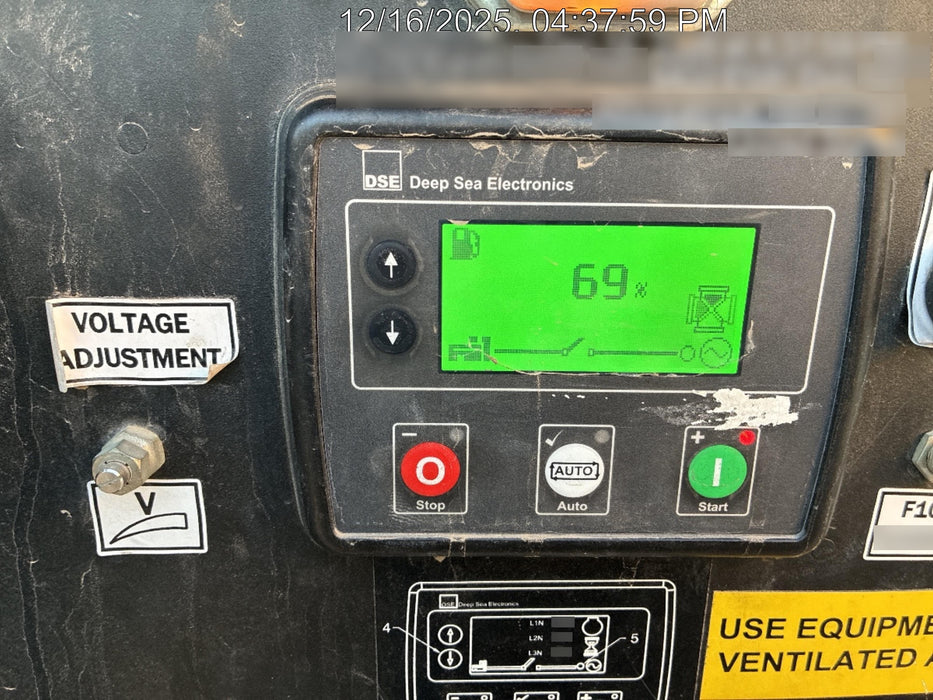 12/16/2025, 04:37:59 PM
DSE Deep Sea Electronics
69%
VOLTAGE
ADJUSTMENT
V
Stop
AUTO
Auto
Start
DSE Deep Sea Electronics
L1N
L2N
L3N
4
5
USE EQUIPME
VENTILATED A